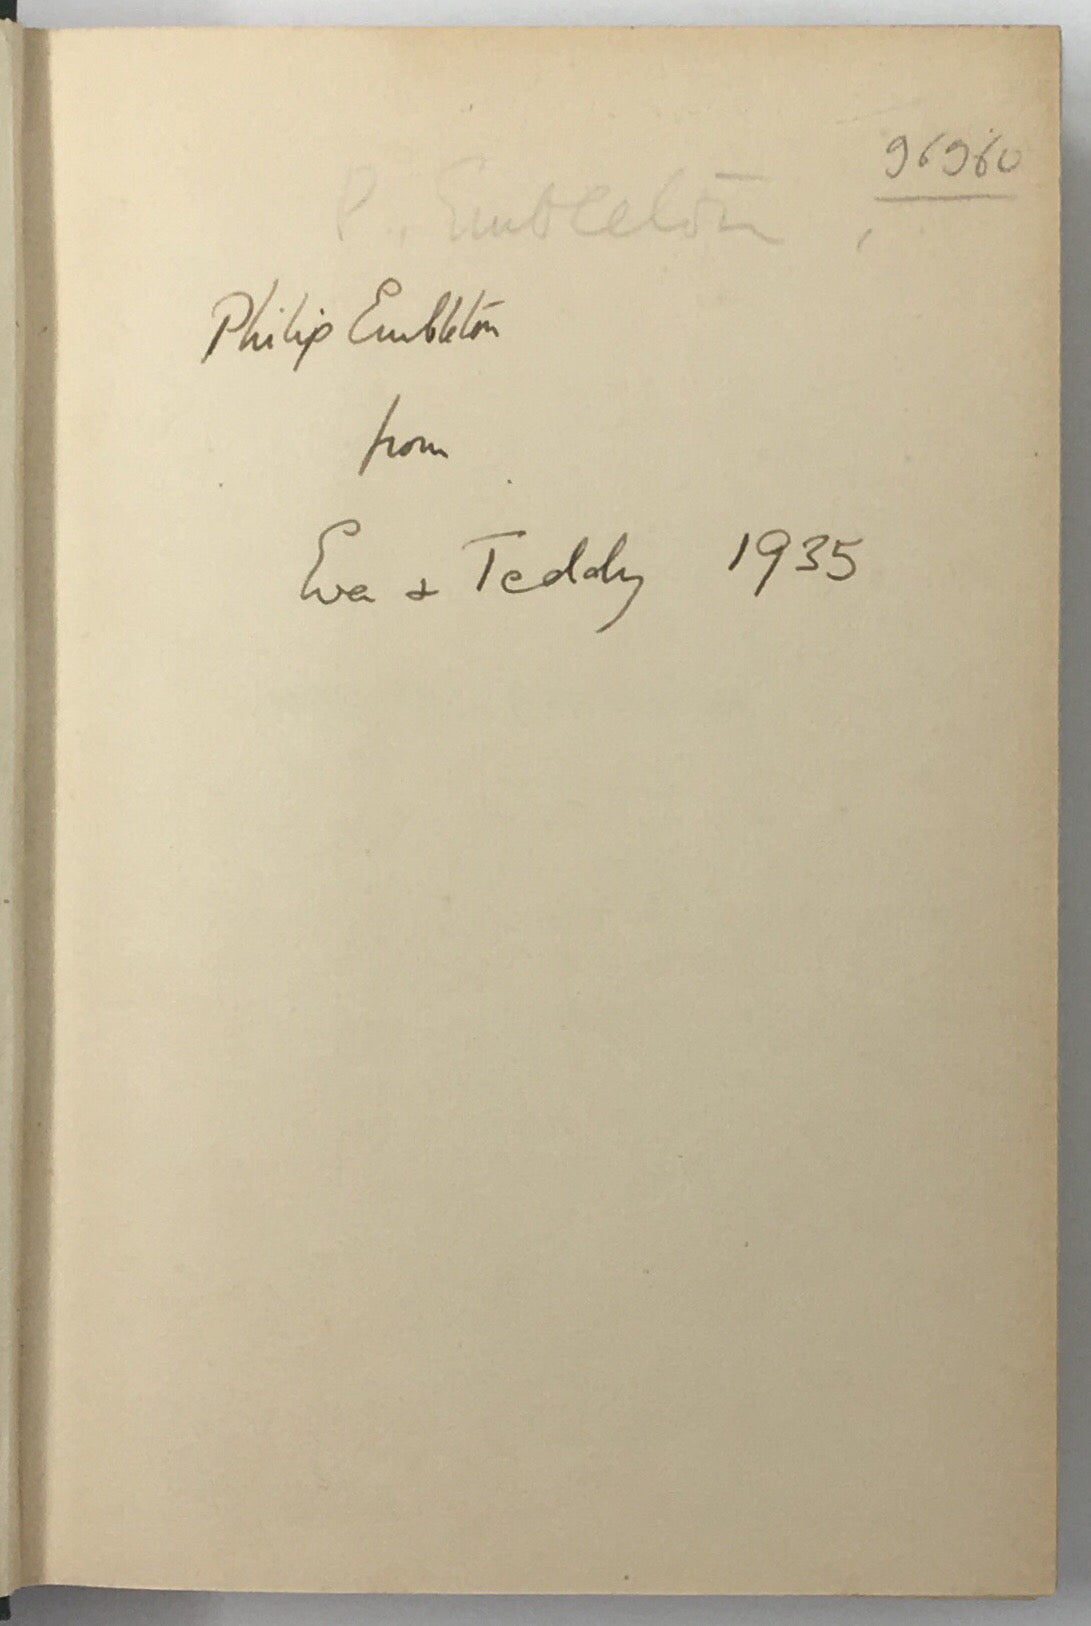 96960
P. Embleton
Philip Embleton
from
Eva + Teddy 1935